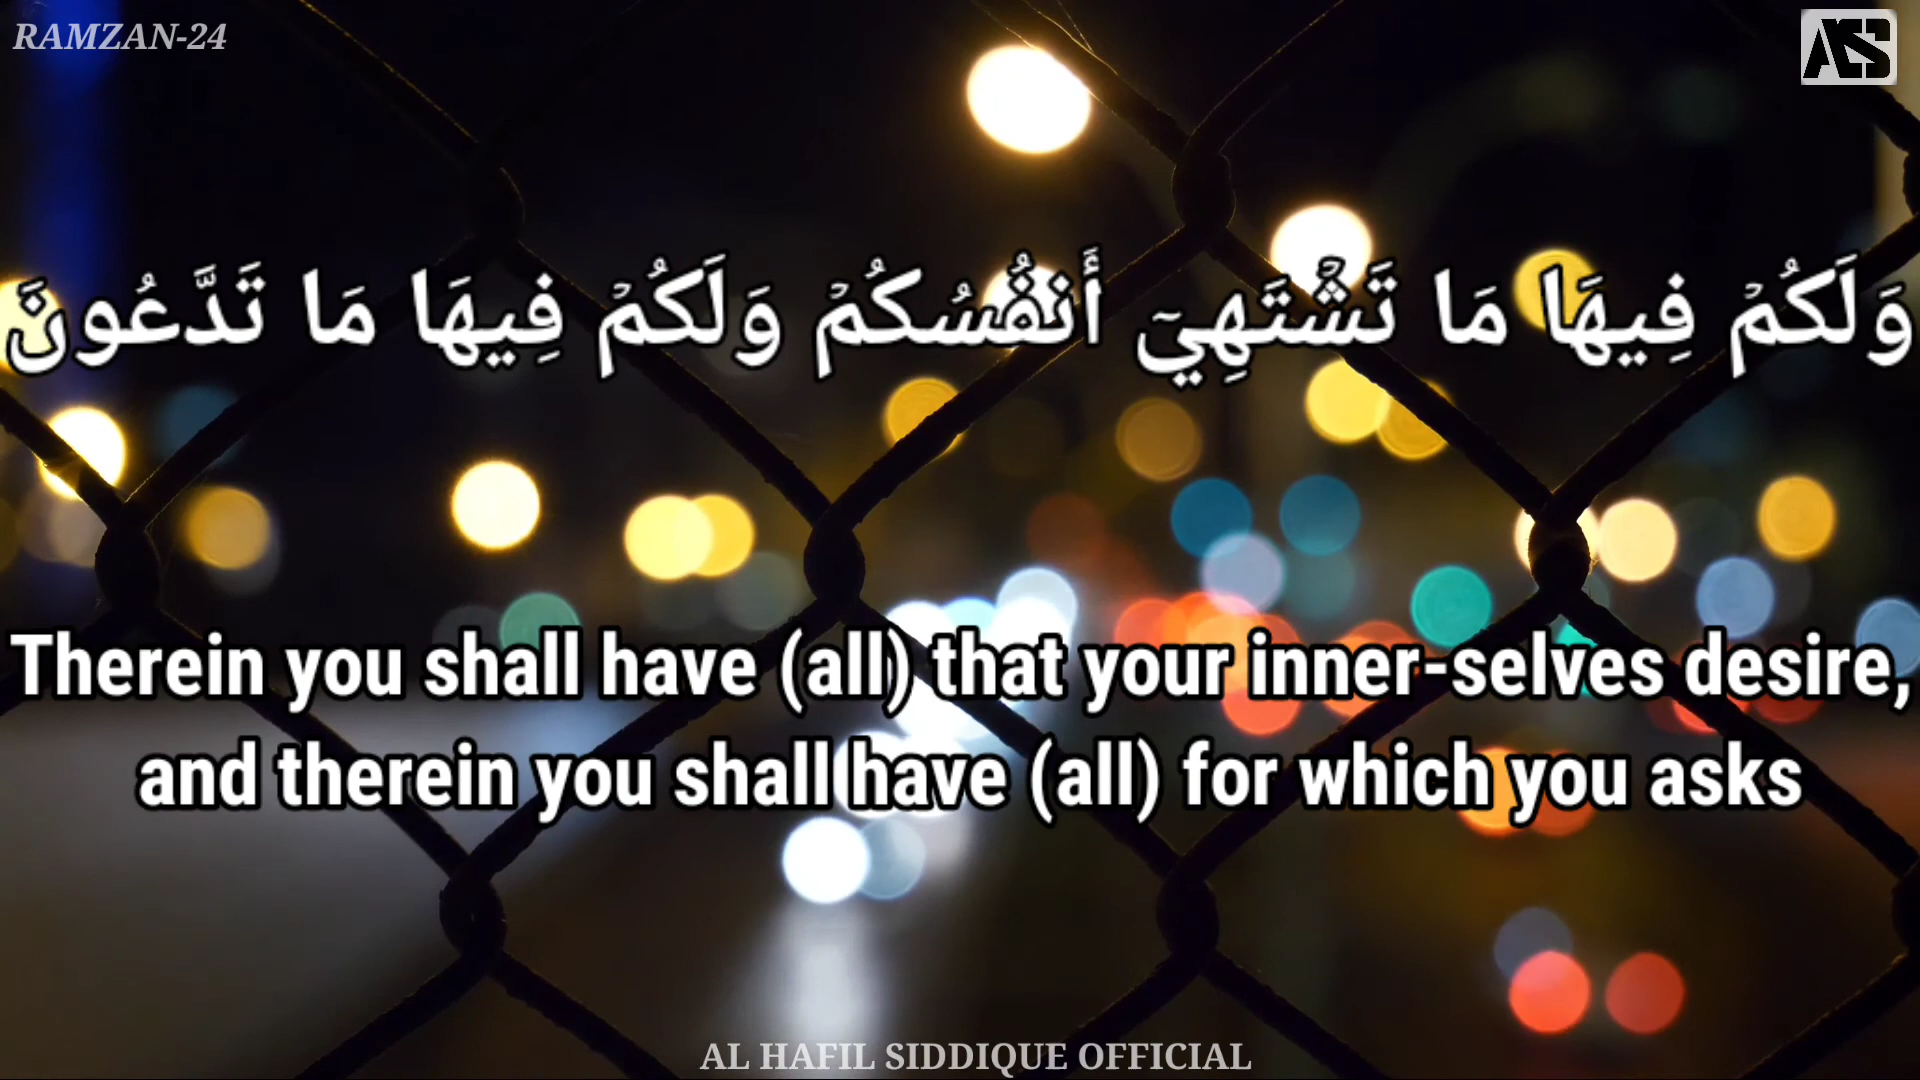 RAMZAN-24
ACS
وَلَكُمْ فِيهَا مَا تَشْتَهِيٓ أَنفُسُكُمْ وَلَكُمْ فِيهَا مَا تَدَّعُونَ
Therein you shall have (all) that your inner-selves desire,
and therein you shall have (all) for which you asks
AL HAFIL SIDDIQUE OFFICIAL